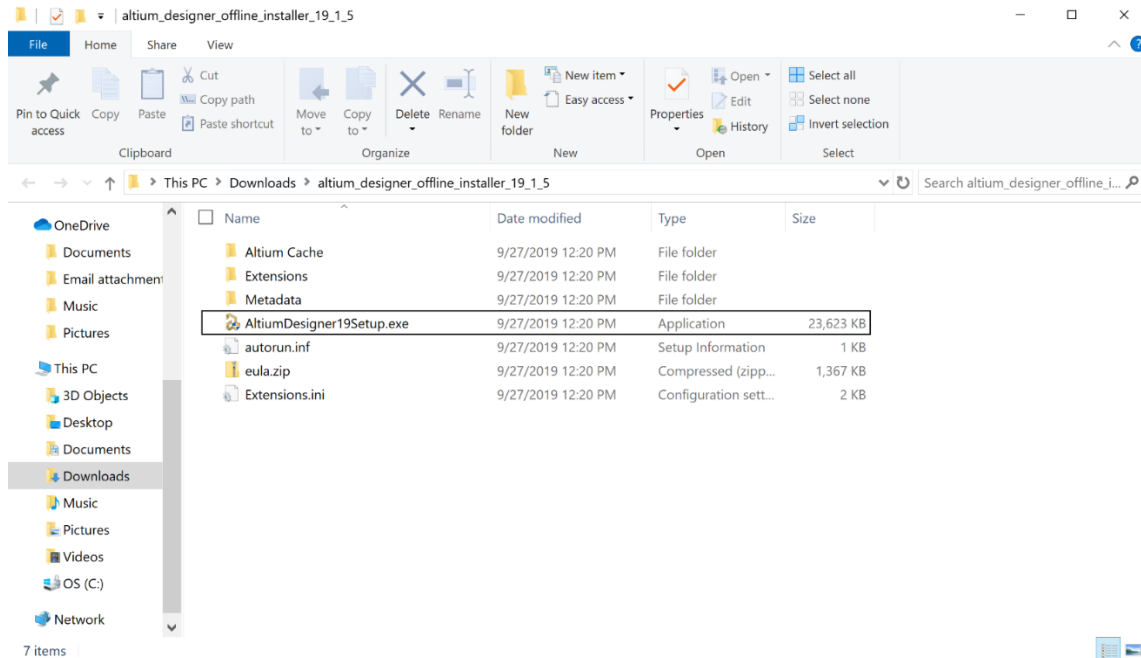 altium_designer_offline_installer_19_1_5
File Home Share View
Pin to Quick access
Copy
Paste
Cut
Copy path
Paste shortcut
Clipboard
Move to
Copy to
Delete
Rename
Organize
New folder
New item
Easy access
New
Properties
Open
Edit
History
Open
Select all
Select none
Invert selection
Select
This PC > Downloads > altium_designer_offline_installer_19_1_5
Search altium_designer_offline_i...
OneDrive
Documents
Email attachment
Music
Pictures
This PC
3D Objects
Desktop
Documents
Downloads
Music
Pictures
Videos
OS (C:)
Network
Name Date modified Type Size
Altium Cache 9/27/2019 12:20 PM File folder
Extensions 9/27/2019 12:20 PM File folder
Metadata 9/27/2019 12:20 PM File folder
AltiumDesigner19Setup.exe 9/27/2019 12:20 PM Application 23,623 KB
autorun.inf 9/27/2019 12:20 PM Setup Information 1 KB
eula.zip 9/27/2019 12:20 PM Compressed (zipp... 1,367 KB
Extensions.ini 9/27/2019 12:20 PM Configuration sett... 2 KB
7 items